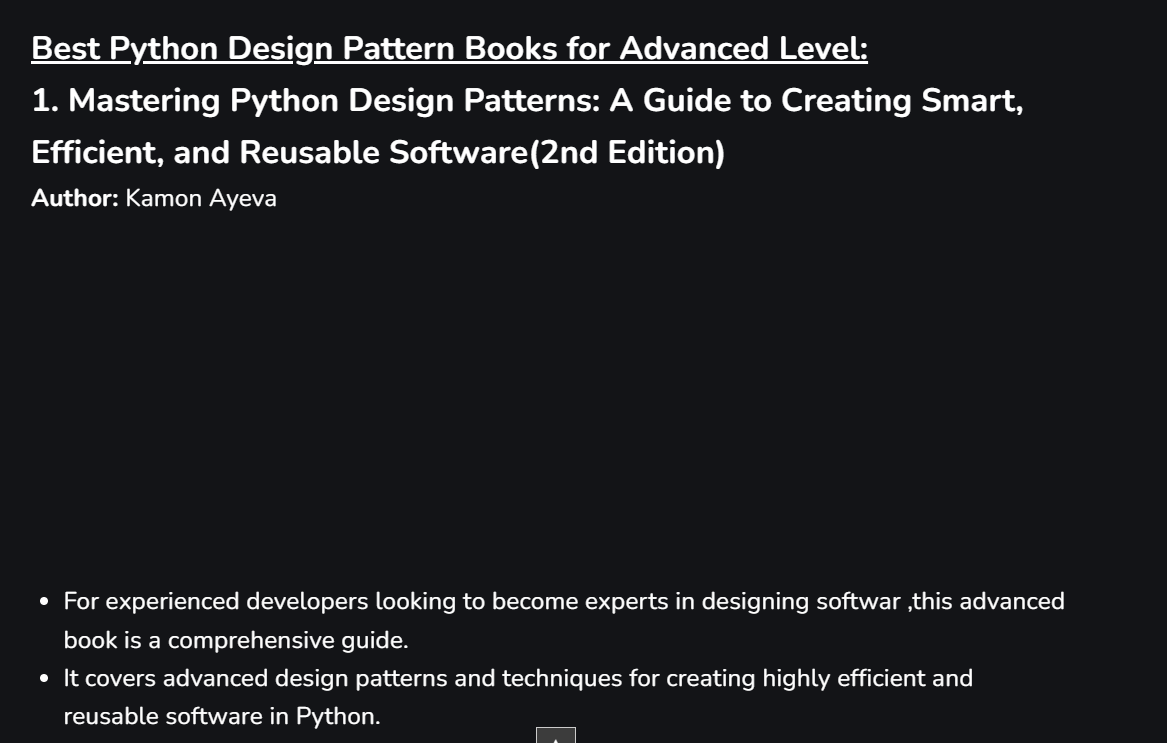 Best Python Design Pattern Books for Advanced Level:
1. Mastering Python Design Patterns: A Guide to Creating Smart,
Efficient, and Reusable Software(2nd Edition)
Author: Kamon Ayeva
• For experienced developers looking to become experts in designing softwar ,this advanced
book is a comprehensive guide.
• It covers advanced design patterns and techniques for creating highly efficient and
reusable software in Python.